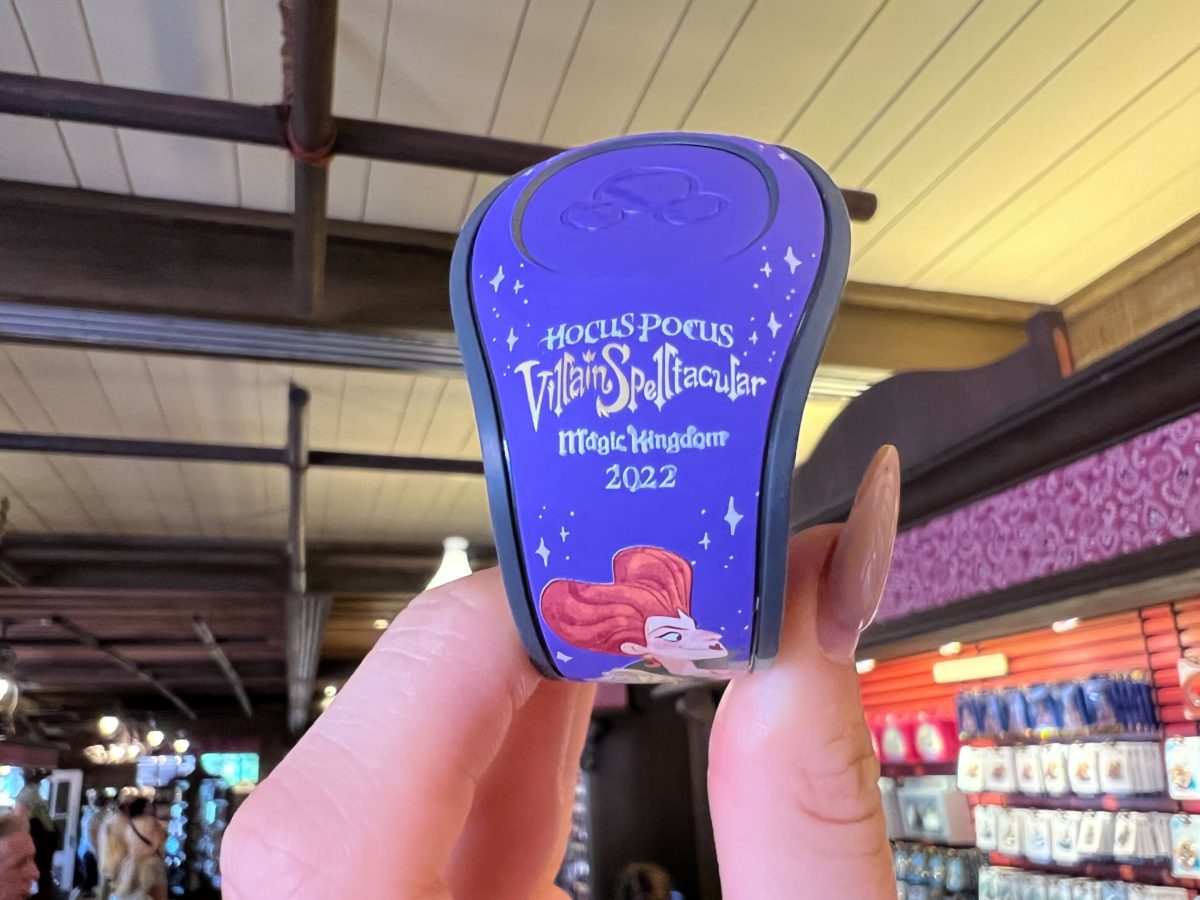 HOCUS POCUS
Villain Spelltacular
Magic Kingdom
2022